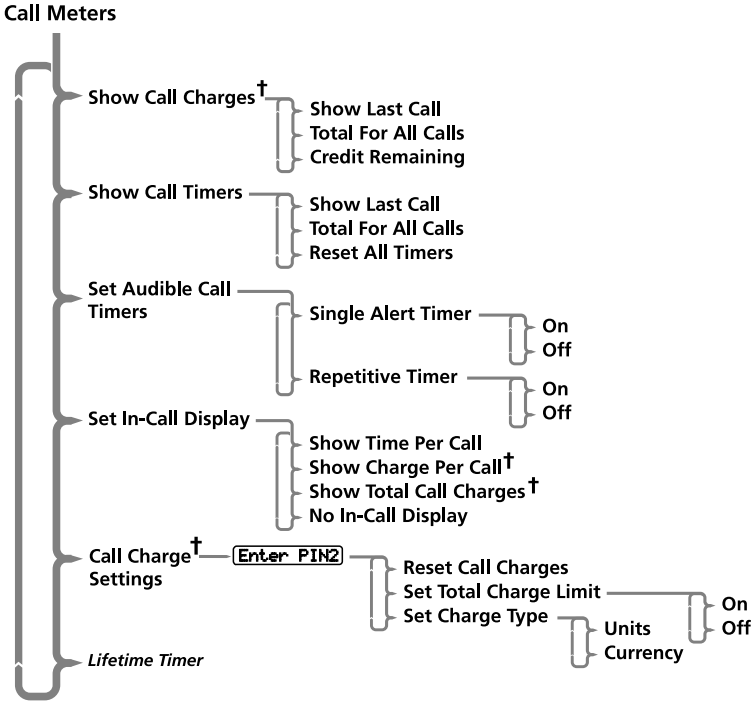 Call Meters
Show Call Charges†
Show Last Call
Total For All Calls
Credit Remaining
Show Call Timers
Show Last Call
Total For All Calls
Reset All Timers
Set Audible Call
Timers
Single Alert Timer
On
Off
Repetitive Timer
On
Off
Set In-Call Display
Show Time Per Call
Show Charge Per Call†
Show Total Call Charges†
No In-Call Display
Call Charge†
Settings
Enter PIN2
Reset Call Charges
Set Total Charge Limit
On
Off
Set Charge Type
Units
Currency
Lifetime Timer